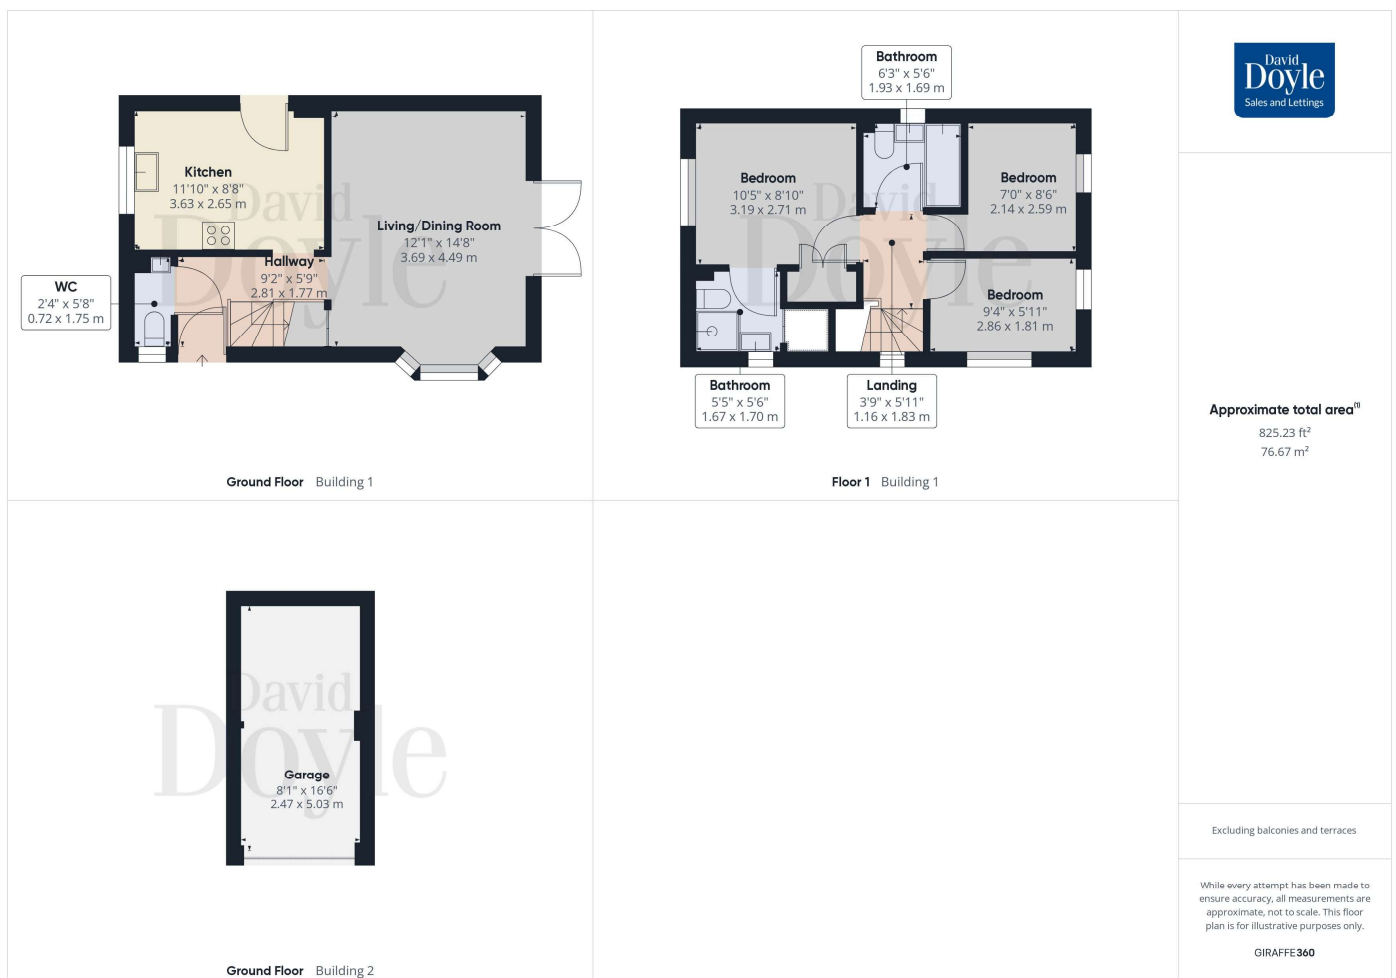 Kitchen
11'10" x 8'8"
3.63 x 2.65 m
Living/Dining Room
12'1" x 14'8"
3.69 x 4.49 m
Hallway
9'2" x 5'9"
2.81 x 1.77 m
WC
2'4" x 5'8"
0.72 x 1.75 m
David
Doyle
Ground Floor Building 1
Bathroom
6'3" x 5'6"
1.93 x 1.69 m
Bedroom
10'5" x 8'10"
3.19 x 2.71 m
Bedroom
7'0" x 8'6"
2.14 x 2.59 m
Bedroom
9'4" x 5'11"
2.86 x 1.81 m
Bathroom
5'5" x 5'6"
1.67 x 1.70 m
Landing
3'9" x 5'11"
1.16 x 1.83 m
David
Doyle
Floor 1 Building 1
David
Doyle
Garage
8'1" x 16'6"
2.47 x 5.03 m
Ground Floor Building 2
David
Doyle
Sales and Lettings
Approximate total area⁽¹⁾
825.23 ft²
76.67 m²
Excluding balconies and terraces
While every attempt has been made to
ensure accuracy, all measurements are
approximate, not to scale. This floor
plan is for illustrative purposes only.
GIRAFFE360